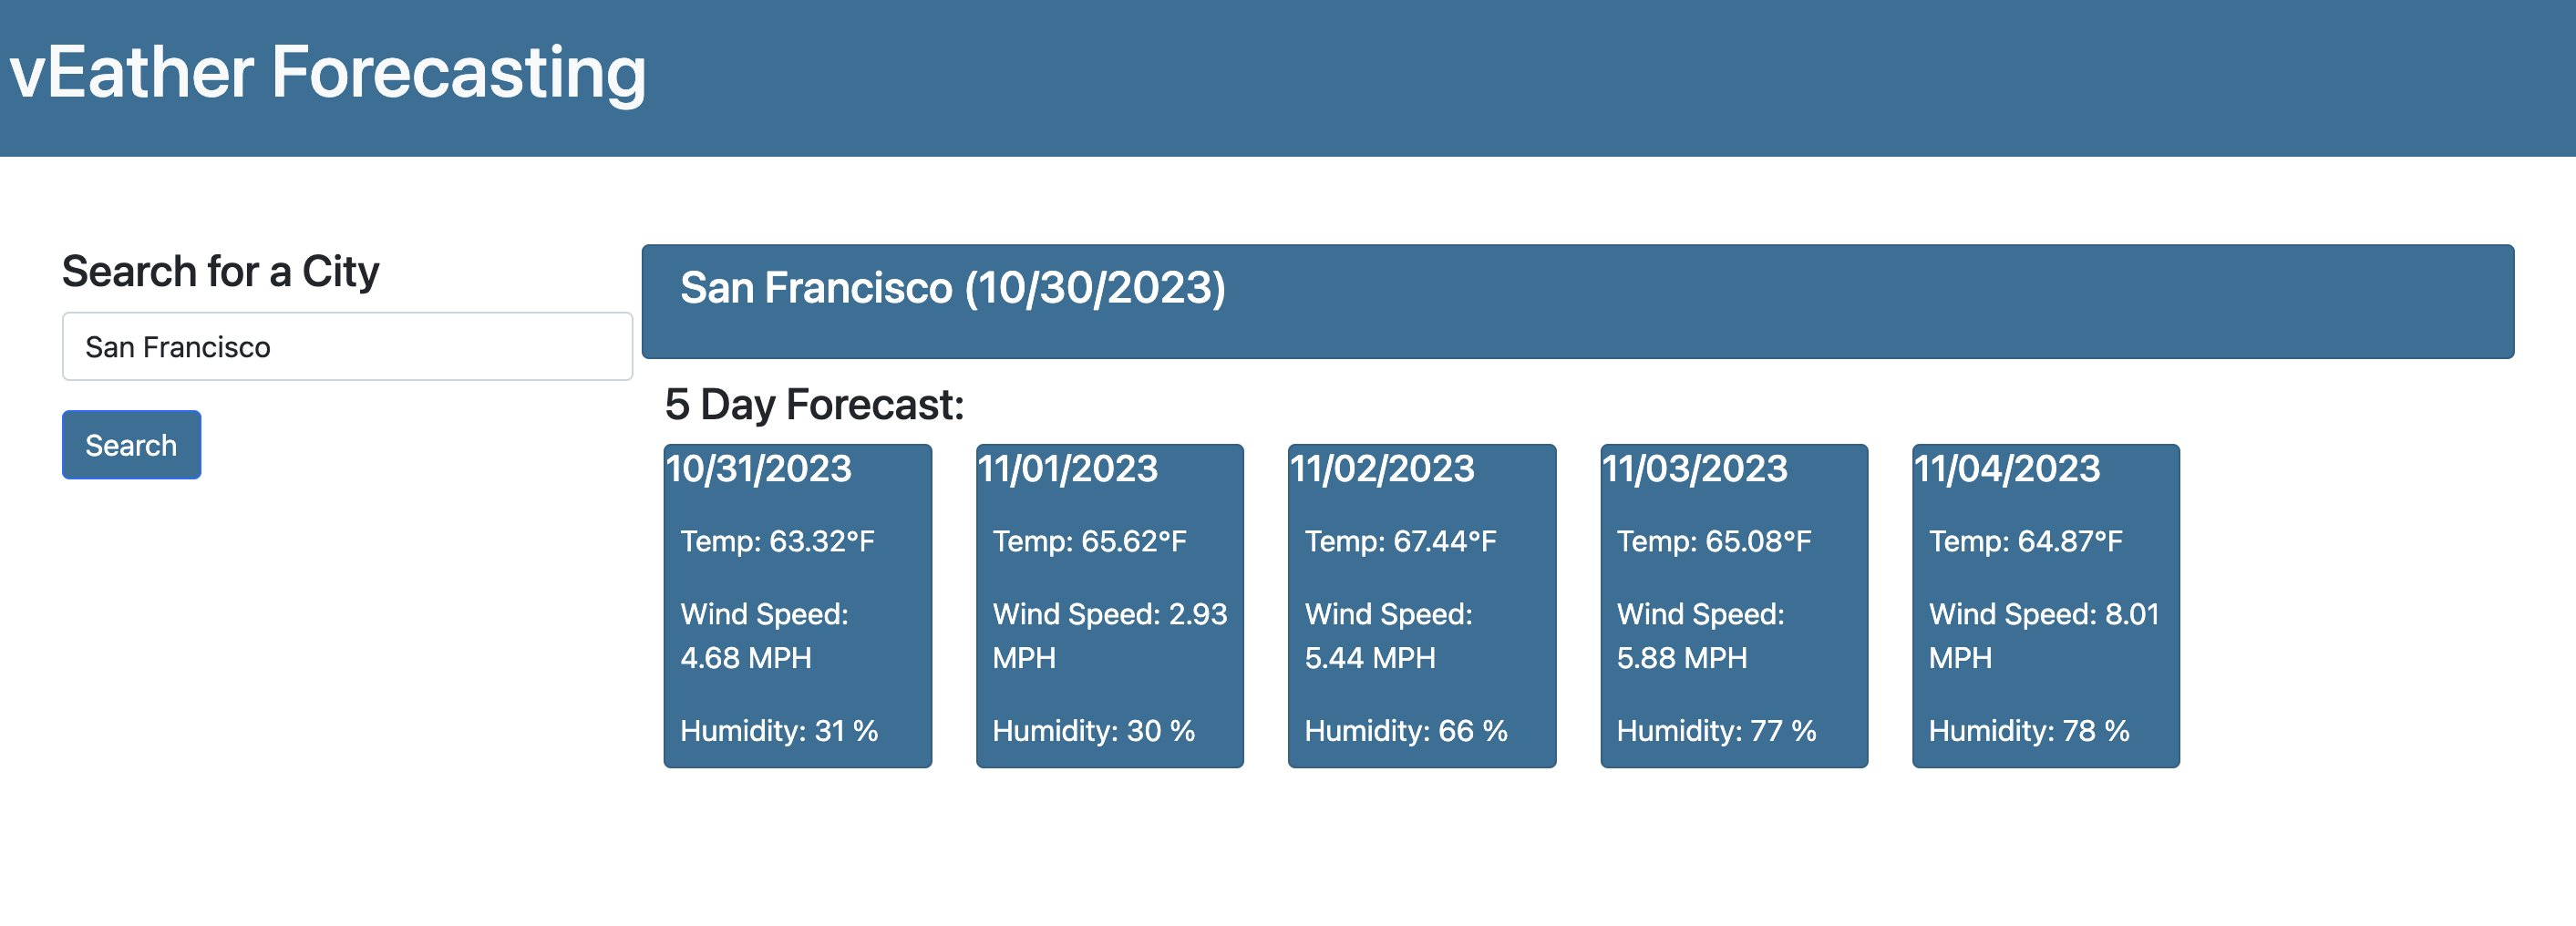 vEather Forecasting
Search for a City
San Francisco
Search
San Francisco (10/30/2023)
5 Day Forecast:
10/31/2023
Temp: 63.32°F
Wind Speed:
4.68 MPH
Humidity: 31 %
11/01/2023
Temp: 65.62°F
Wind Speed: 2.93
MPH
Humidity: 30 %
11/02/2023
Temp: 67.44°F
Wind Speed:
5.44 MPH
Humidity: 66 %
11/03/2023
Temp: 65.08°F
Wind Speed:
5.88 MPH
Humidity: 77 %
11/04/2023
Temp: 64.87°F
Wind Speed: 8.01
MPH
Humidity: 78 %